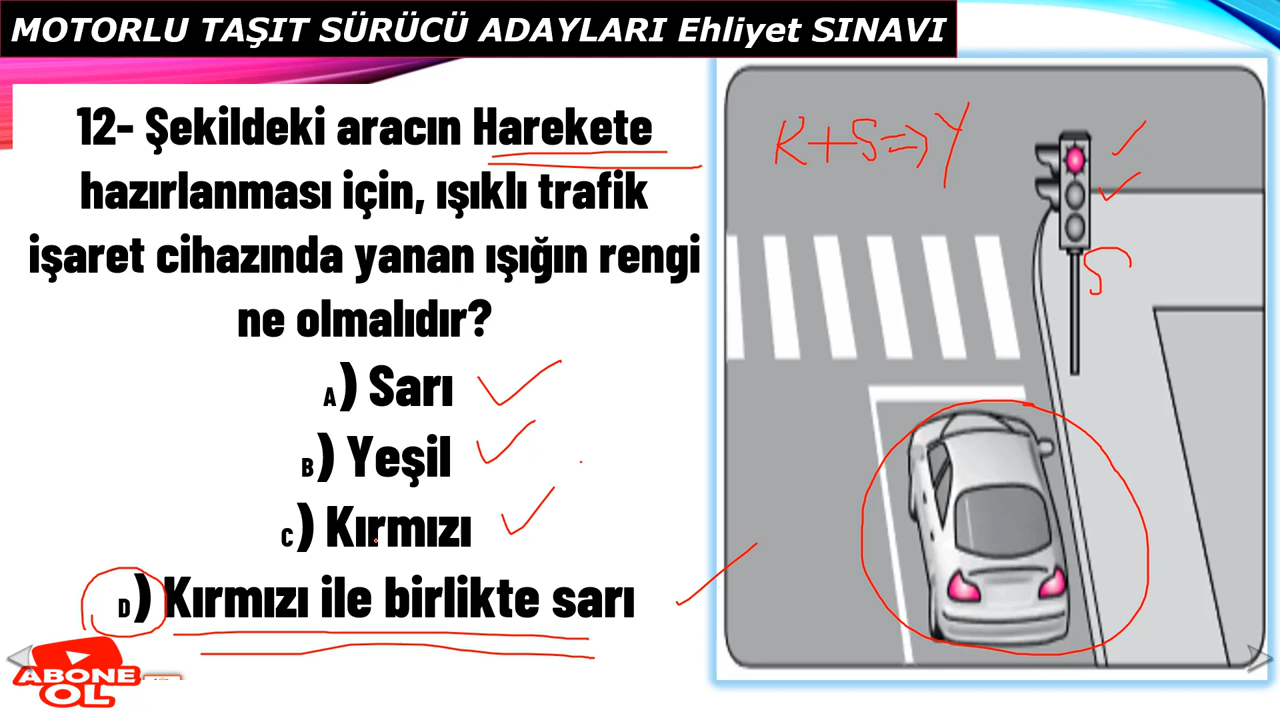 MOTORLU TAŞIT SÜRÜCÜ ADAYLARI Ehliyet SINAVI
12- Şekildeki aracın Harekete
hazırlanması için, ışıklı trafik
işaret cihazında yanan ışığın rengi
ne olmalıdır?
A) Sarı
B) Yeşil
C) Kırmızı
D) Kırmızı ile birlikte sarı
K+S⇒Y
S
ABONE
OL